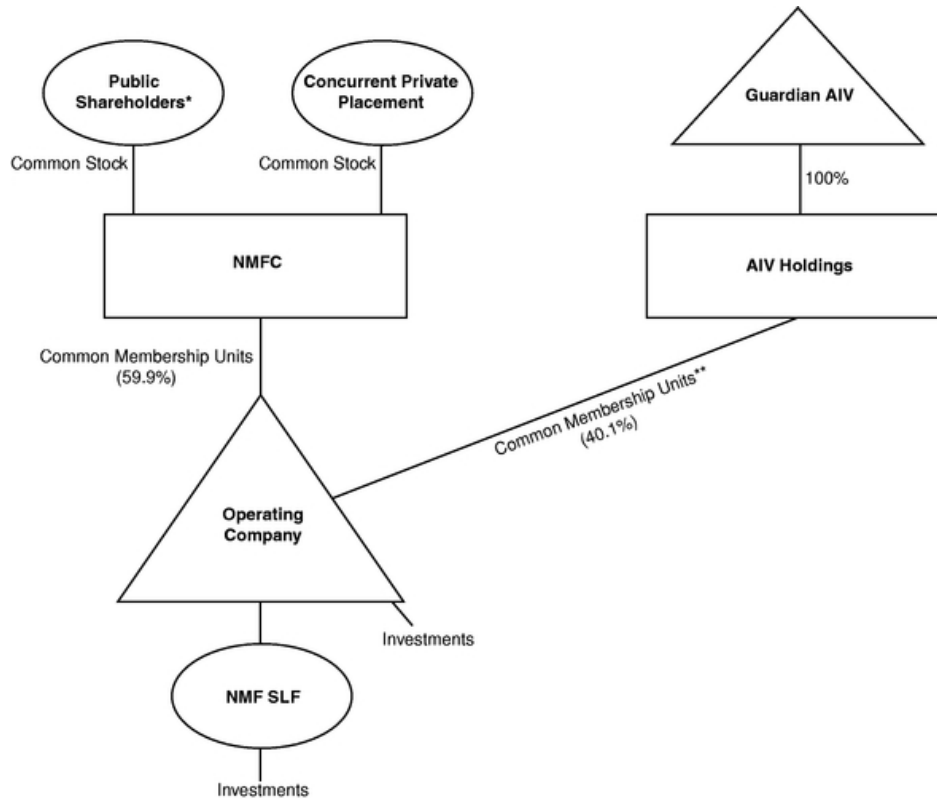 Public
Shareholders*
Concurrent Private
Placement
Guardian AIV
Common Stock
Common Stock
100%
NMFC
AIV Holdings
Common Membership Units
(59.9%)
Common Membership Units**
(40.1%)
Operating
Company
Investments
NMF SLF
Investments